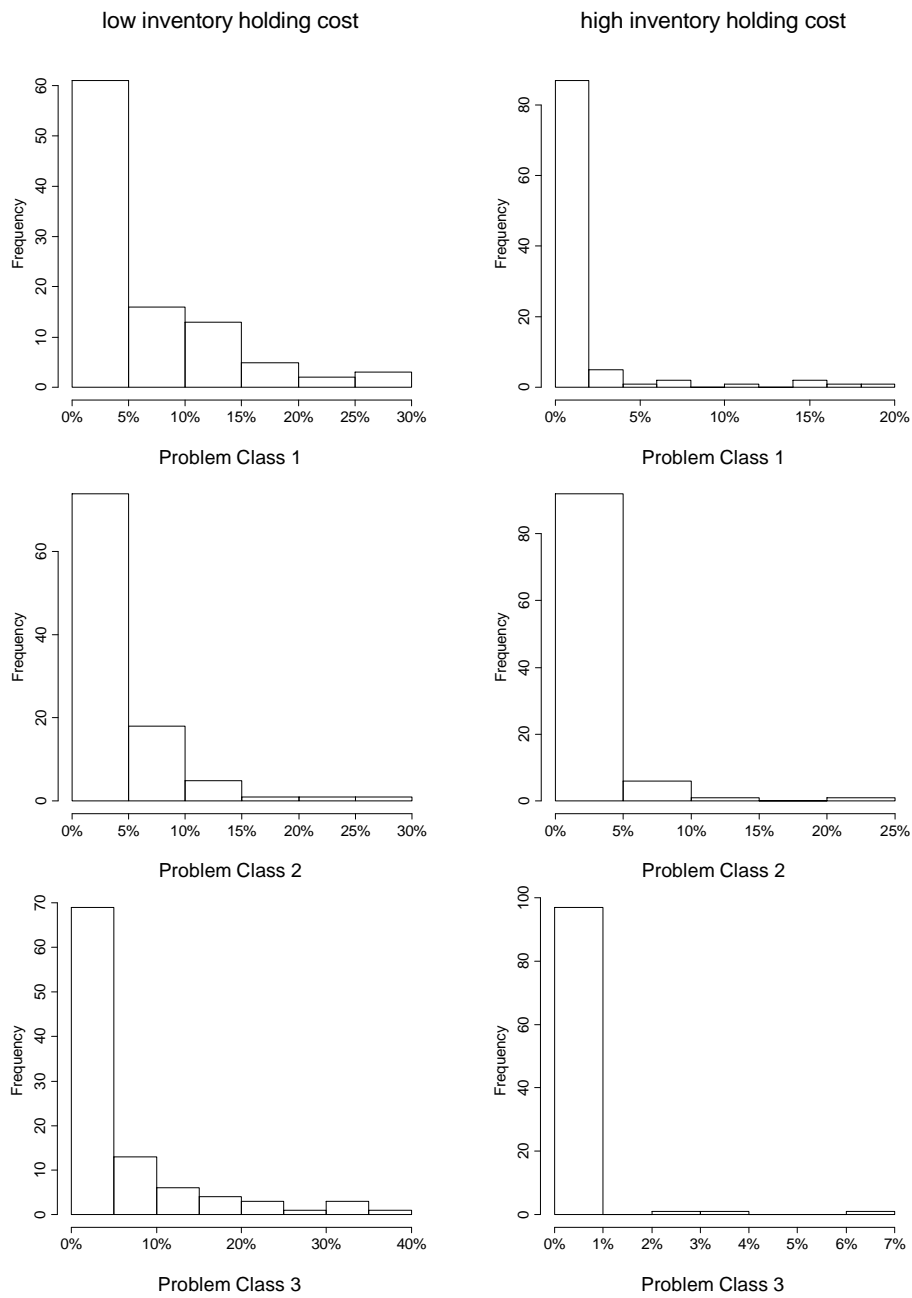 low inventory holding cost
high inventory holding cost
Frequency
0 10 20 30 40 50 60
0% 5% 10% 15% 20% 25% 30%
Problem Class 1
Frequency
0 20 40 60 80
0% 5% 10% 15% 20%
Problem Class 1
Frequency
0 20 40 60
0% 5% 10% 15% 20% 25% 30%
Problem Class 2
Frequency
0 20 40 60 80
0% 5% 10% 15% 20% 25%
Problem Class 2
Frequency
0 10 20 30 40 50 60 70
0% 10% 20% 30% 40%
Problem Class 3
Frequency
0 20 40 60 80 100
0% 1% 2% 3% 4% 5% 6% 7%
Problem Class 3